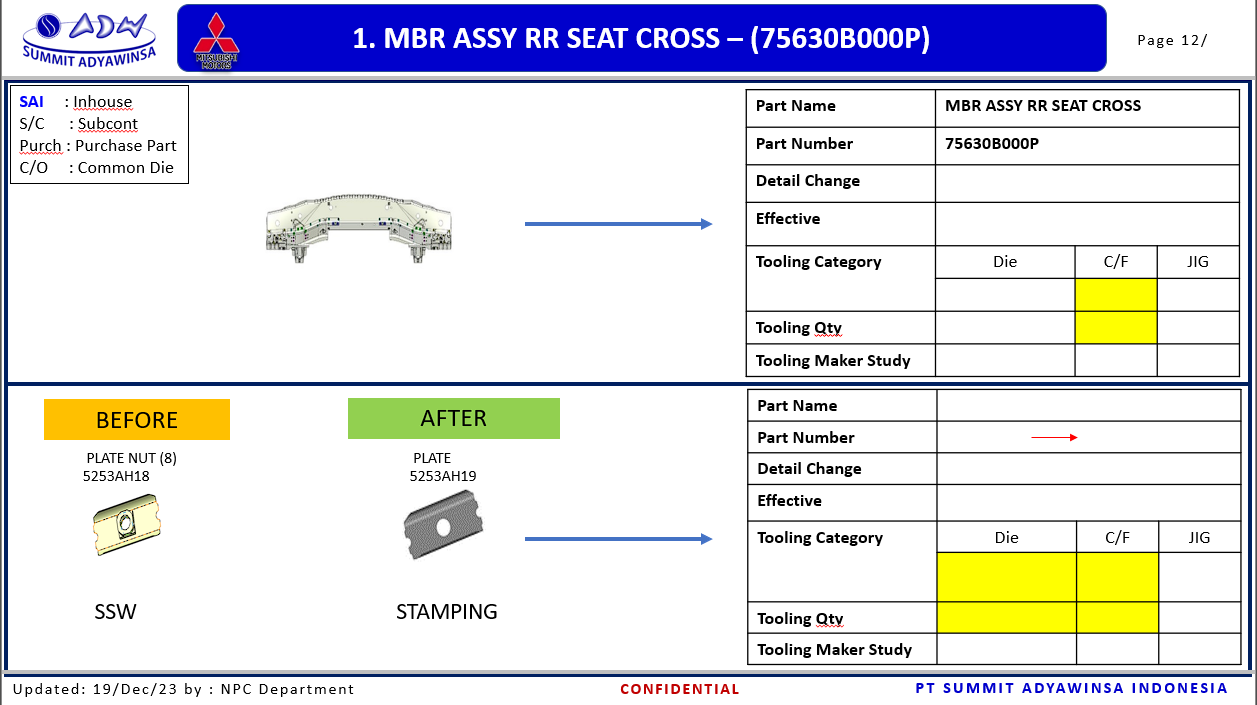 ADW
SUMMIT ADYAWINSA
MITSUBISHI
MOTORS
1. MBR ASSY RR SEAT CROSS – (75630B000P)
Page 12/
SAI : Inhouse
S/C : Subcont
Purch : Purchase Part
C/O : Common Die
Part Name MBR ASSY RR SEAT CROSS
Part Number 75630B000P
Detail Change
Effective
Tooling Category Die C/F JIG
Tooling Qty
Tooling Maker Study
BEFORE
AFTER
PLATE NUT (8)
5253AH18
PLATE
5253AH19
SSW
STAMPING
Part Name
Part Number
Detail Change
Effective
Tooling Category Die C/F JIG
Tooling Qty
Tooling Maker Study
Updated: 19/Dec/23 by : NPC Department
CONFIDENTIAL
PT SUMMIT ADYAWINSA INDONESIA